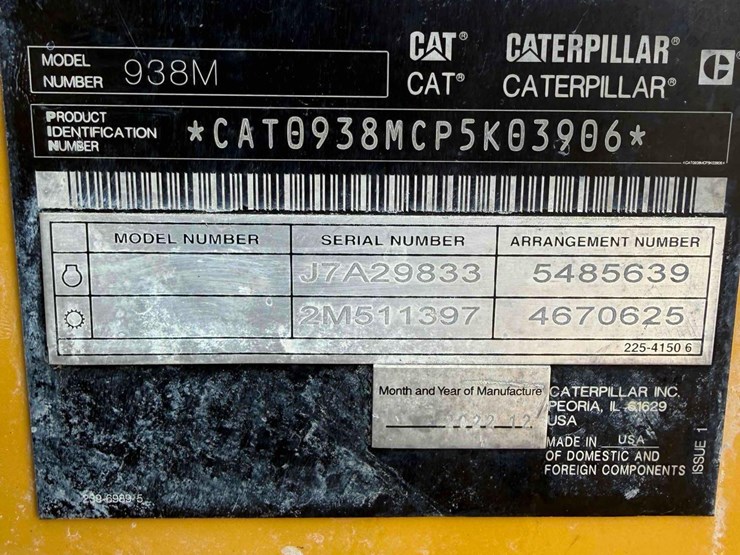 CAT® CATERPILLAR®
MODEL NUMBER 938M
CAT® CATERPILLAR®
PRODUCT IDENTIFICATION NUMBER *CAT0938MCP5K03906*
MODEL NUMBER SERIAL NUMBER ARRANGEMENT NUMBER
J7A29833 5485639
2M511397 4670625
225-4150 6
Month and Year of Manufacture
2022 12
CATERPILLAR INC.
PEORIA, IL 61629
USA
MADE IN USA
OF DOMESTIC AND
FOREIGN COMPONENTS
ISSUE 1